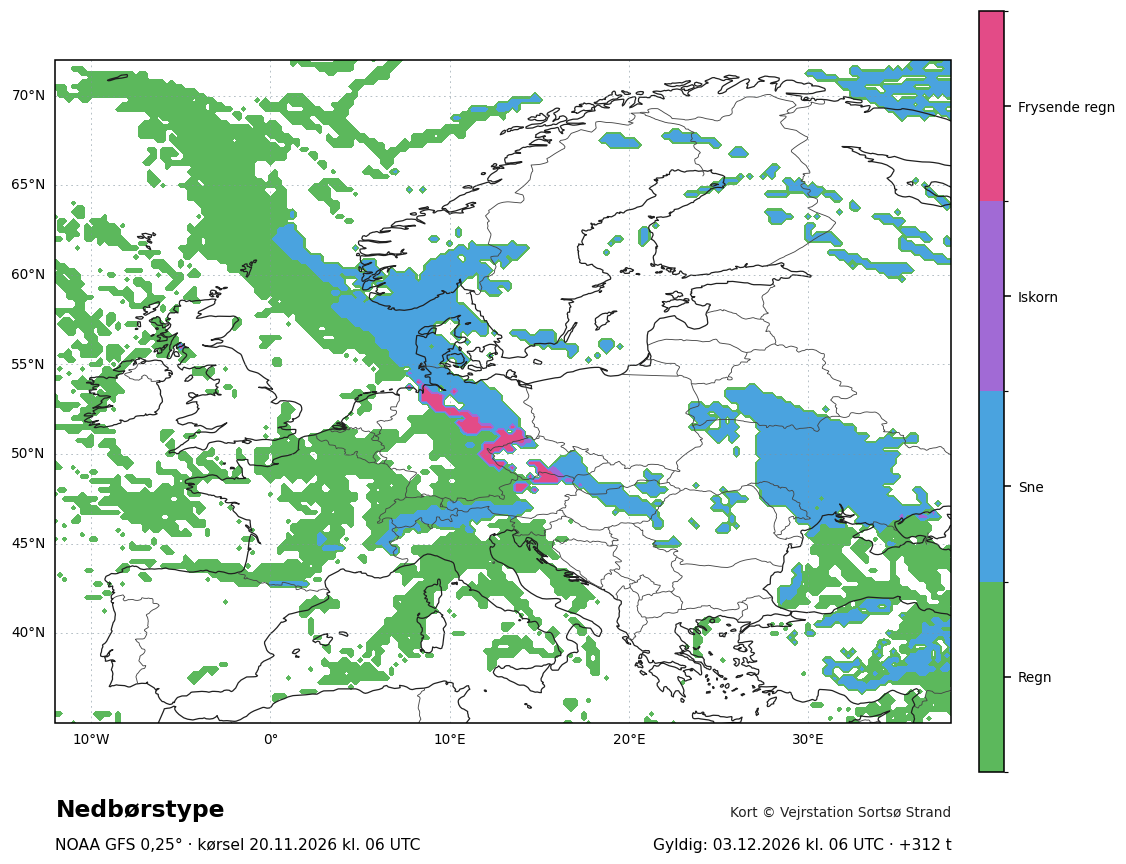 70°N
65°N
60°N
55°N
50°N
45°N
40°N
10°W
0°
10°E
20°E
30°E
Frysende regn
Iskorn
Sne
Regn
Nedbørstype
Kort © Vejrstation Sortsø Strand
NOAA GFS 0,25° · kørsel 20.11.2026 kl. 06 UTC
Gyldig: 03.12.2026 kl. 06 UTC · +312 t